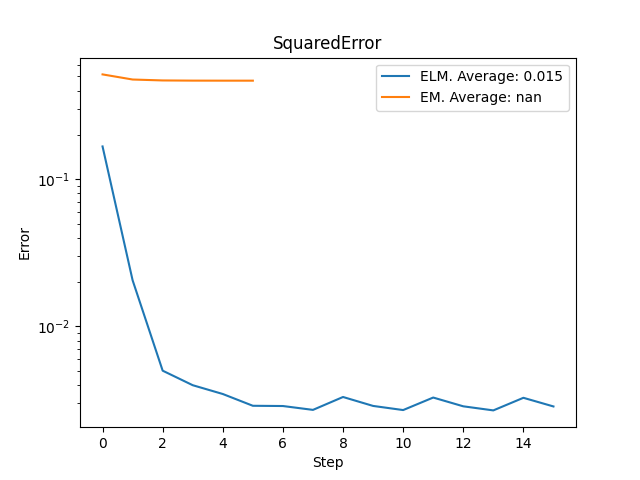 SquaredError
ELM. Average: 0.015
EM. Average: nan
Error
10⁻¹
10⁻²
0 2 4 6 8 10 12 14
Step